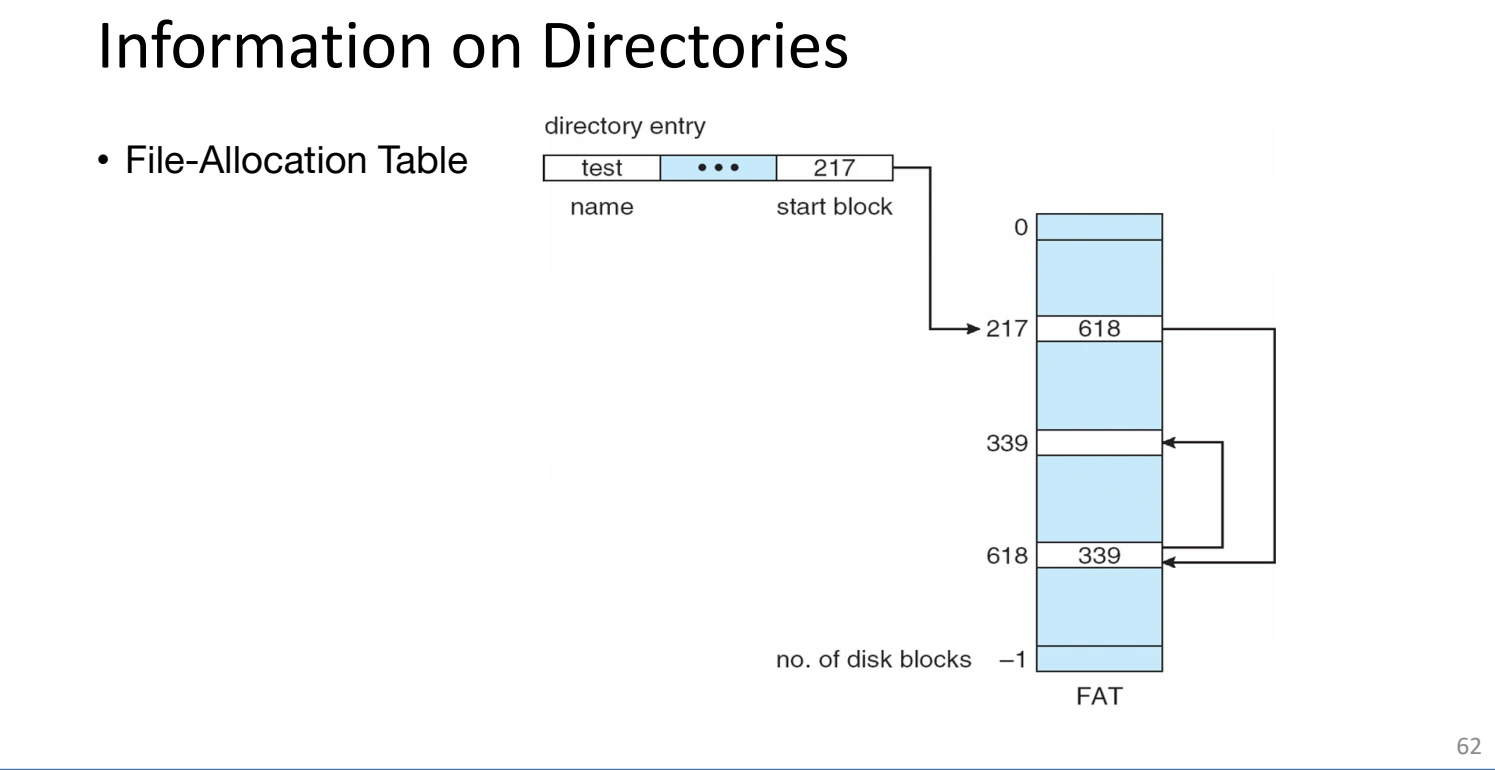 Information on Directories
• File-Allocation Table
directory entry
test ••• 217
name start block
0
217 618
339
618 339
no. of disk blocks –1
FAT
62